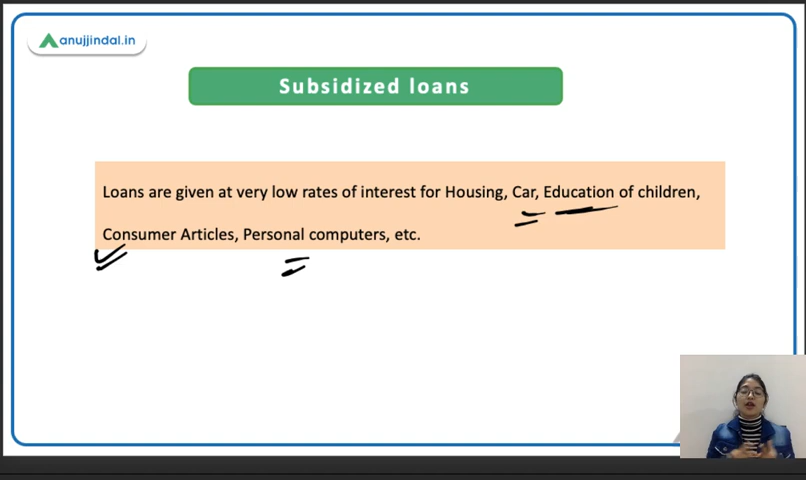 anujjindal.in
Subsidized loans
Loans are given at very low rates of interest for Housing, Car, Education of children,
Consumer Articles, Personal computers, etc.